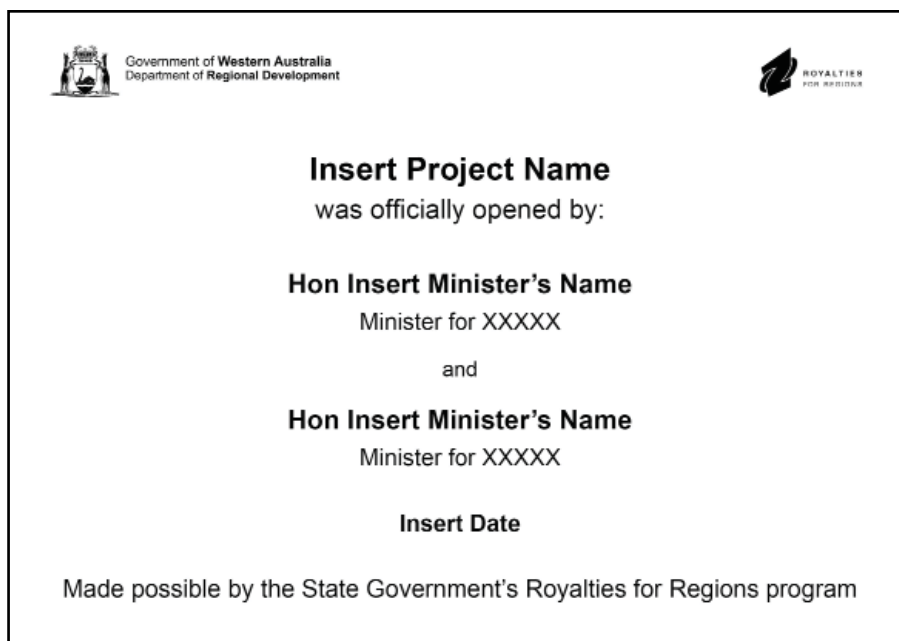 Government of Western Australia
Department of Regional Development
ROYALTIES
FOR REGIONS
Insert Project Name
was officially opened by:
Hon Insert Minister’s Name
Minister for XXXXX
and
Hon Insert Minister’s Name
Minister for XXXXX
Insert Date
Made possible by the State Government’s Royalties for Regions program